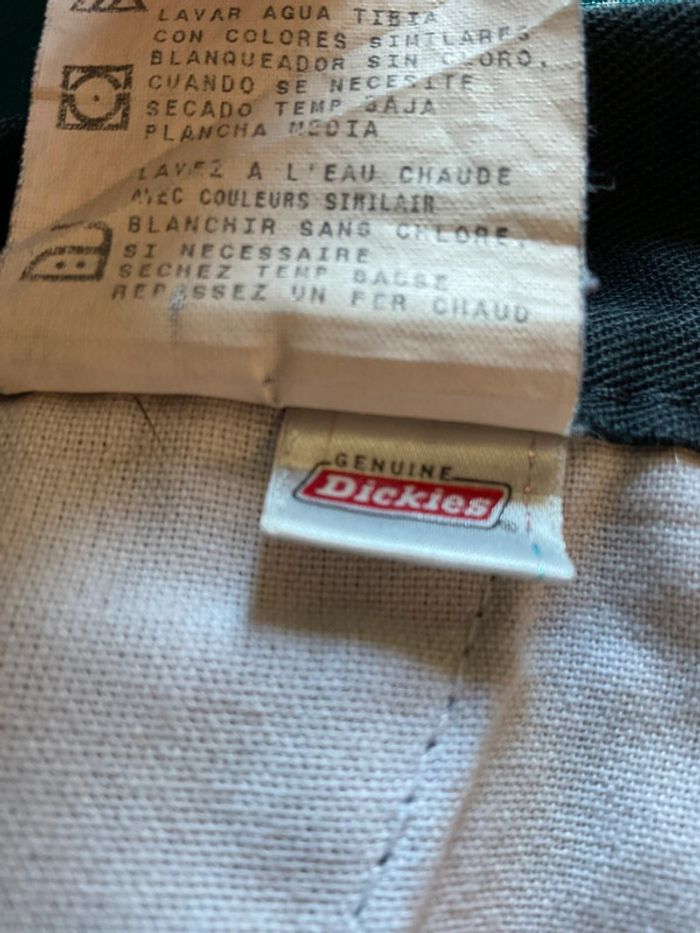 LAVAR AGUA TIBIA
CON COLORES SIMILARES
BLANQUEADOR SIN CLORO,
CUANDO SE NECESITE
SECADO TEMP BAJA
PLANCHA MEDIA
LAVEZ A L'EAU CHAUDE
AVEC COULEURS SIMILAIR
BLANCHIR SANS CHLORE,
SI NECESSAIRE
SECHEZ TEMP BASSE
REPASSEZ UN FER CHAUD
GENUINE
Dickies